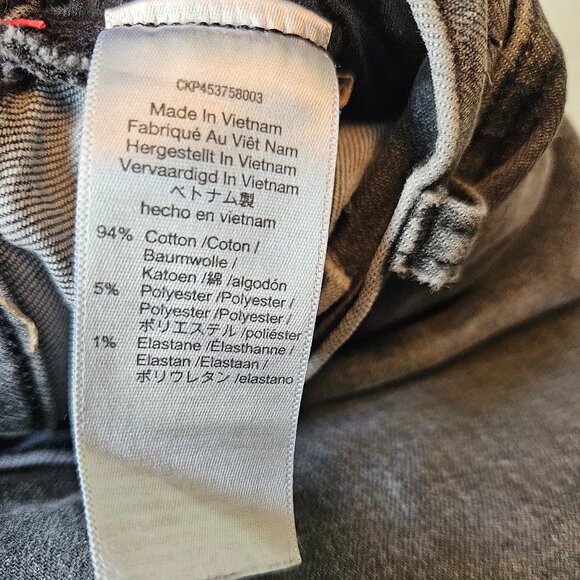 CKP453758003
Made In Vietnam
Fabriqué Au Viêt Nam
Hergestellt In Vietnam
Vervaardigd In Vietnam
ベトナム製
hecho en vietnam
94% Cotton /Coton /
Baumwolle /
Katoen /綿 /algodón
5% Polyester /Polyester /
Polyester /Polyester /
ポリエステル /poliéster
1% Elastane /Élasthanne /
Elastan /Elastaan /
ポリウレタン /elastano